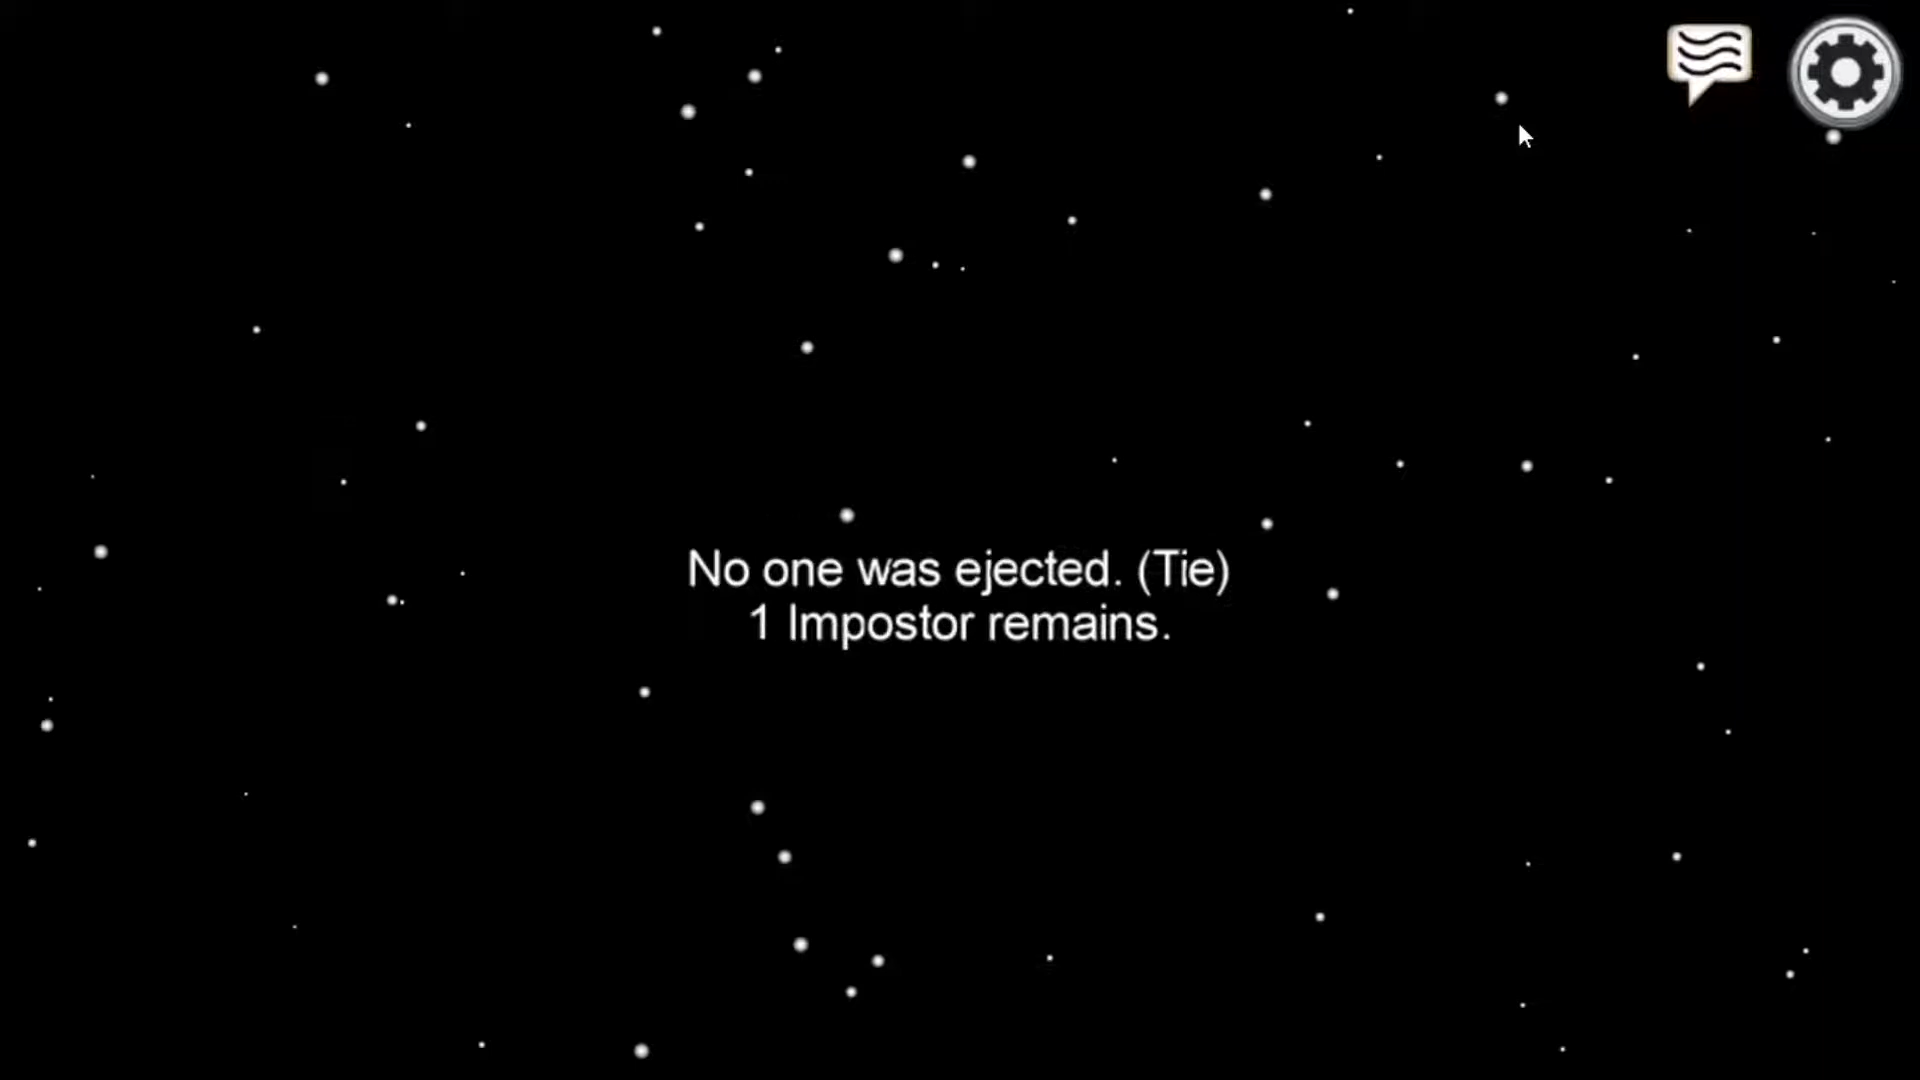 No one was ejected. (Tie)
1 Impostor remains.